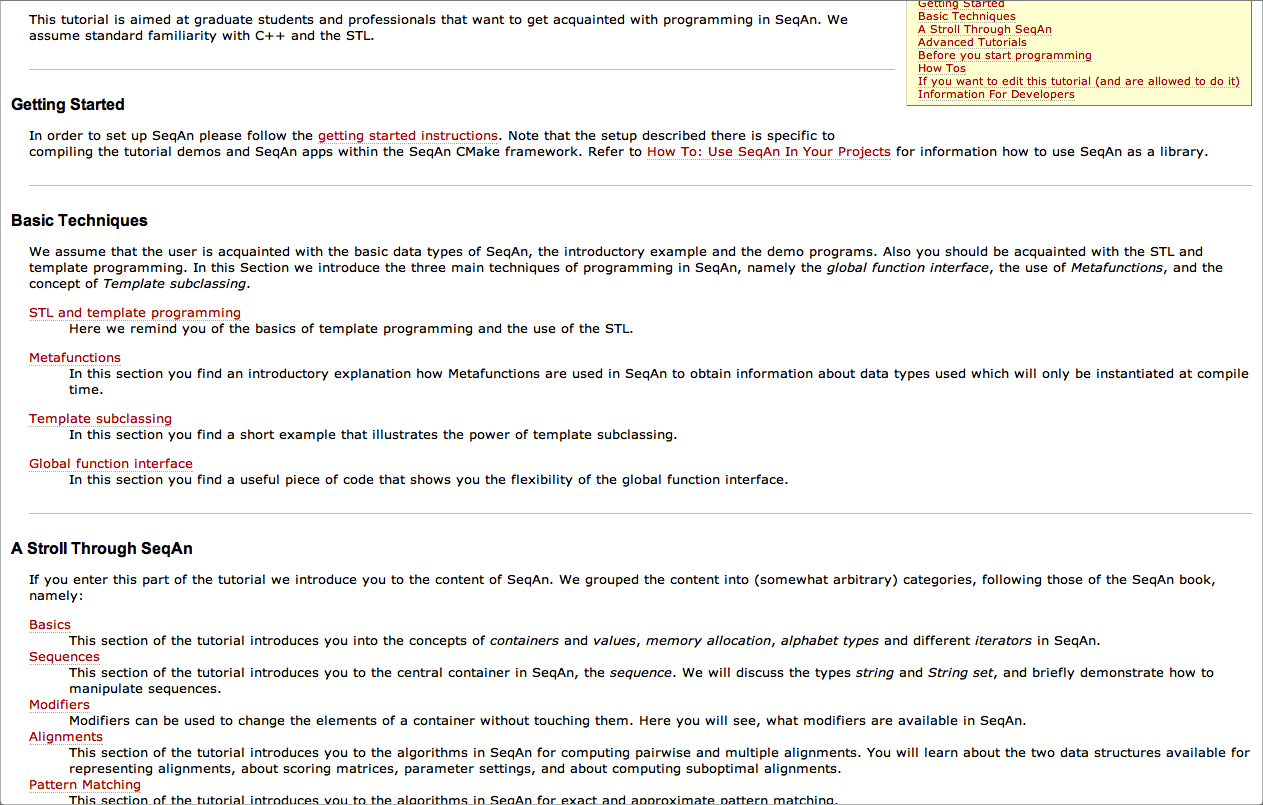 This tutorial is aimed at graduate students and professionals that want to get acquainted with programming in SeqAn. We
assume standard familiarity with C++ and the STL.
Getting Started
Basic Techniques
A Stroll Through SeqAn
Advanced Tutorials
Before you start programming
How Tos
If you want to edit this tutorial (and are allowed to do it)
Information For Developers
Getting Started
In order to set up SeqAn please follow the getting started instructions. Note that the setup described there is specific to
compiling the tutorial demos and SeqAn apps within the SeqAn CMake framework. Refer to How To: Use SeqAn In Your Projects for information how to use SeqAn as a library.
Basic Techniques
We assume that the user is acquainted with the basic data types of SeqAn, the introductory example and the demo programs. Also you should be acquainted with the STL and
template programming. In this Section we introduce the three main techniques of programming in SeqAn, namely the global function interface, the use of Metafunctions, and the
concept of Template subclassing.
STL and template programming
Here we remind you of the basics of template programming and the use of the STL.
Metafunctions
In this section you find an introductory explanation how Metafunctions are used in SeqAn to obtain information about data types used which will only be instantiated at compile
time.
Template subclassing
In this section you find a short example that illustrates the power of template subclassing.
Global function interface
In this section you find a useful piece of code that shows you the flexibility of the global function interface.
A Stroll Through SeqAn
If you enter this part of the tutorial we introduce you to the content of SeqAn. We grouped the content into (somewhat arbitrary) categories, following those of the SeqAn book,
namely:
Basics
This section of the tutorial introduces you into the concepts of containers and values, memory allocation, alphabet types and different iterators in SeqAn.
Sequences
This section of the tutorial introduces you to the central container in SeqAn, the sequence. We will discuss the types string and String set, and briefly demonstrate how to
manipulate sequences.
Modifiers
Modifiers can be used to change the elements of a container without touching them. Here you will see, what modifiers are available in SeqAn.
Alignments
This section of the tutorial introduces you to the algorithms in SeqAn for computing pairwise and multiple alignments. You will learn about the two data structures available for
representing alignments, about scoring matrices, parameter settings, and about computing suboptimal alignments.
Pattern Matching
This section of the tutorial introduces you to the algorithms in SeqAn for exact and approximate pattern matching.